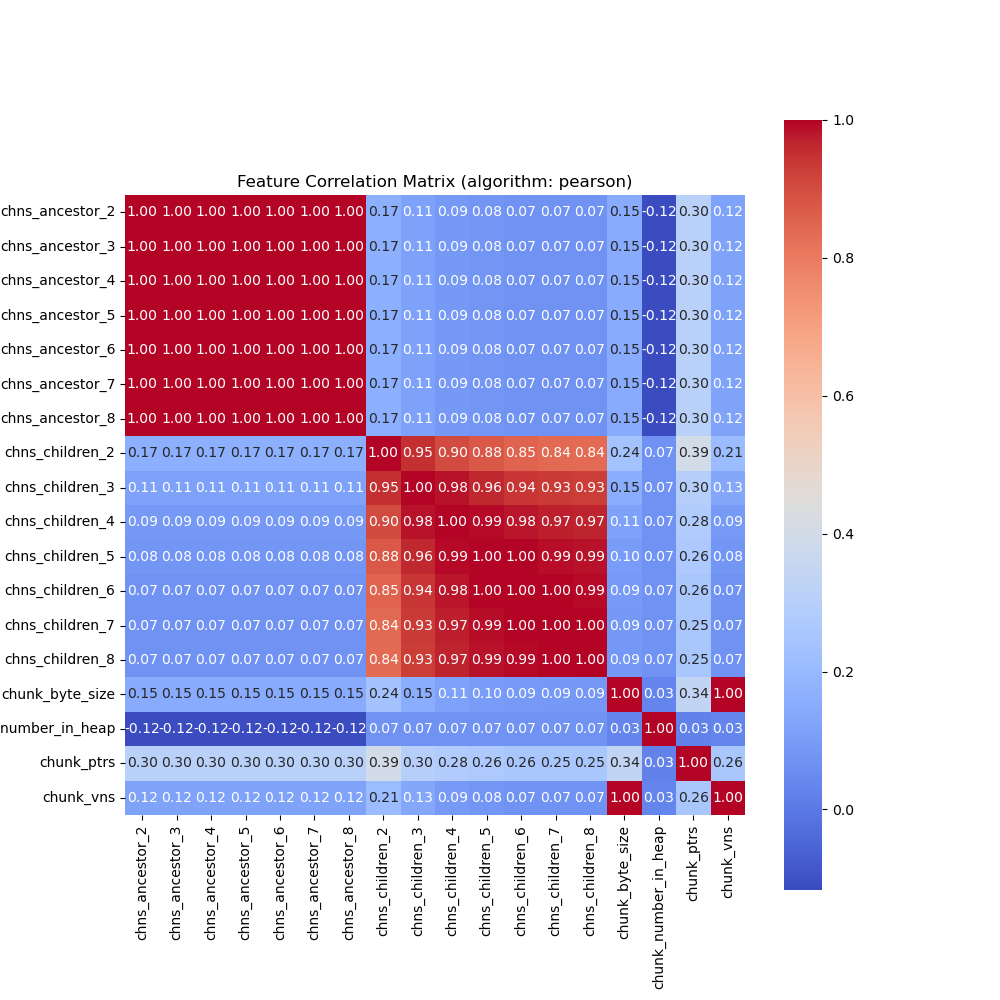 Feature Correlation Matrix (algorithm: pearson)
chns_ancestor_2 1.00 1.00 1.00 1.00 1.00 1.00 1.00 0.17 0.11 0.09 0.08 0.07 0.07 0.07 0.15 -0.12 0.30 0.12
chns_ancestor_3 1.00 1.00 1.00 1.00 1.00 1.00 1.00 0.17 0.11 0.09 0.08 0.07 0.07 0.07 0.15 -0.12 0.30 0.12
chns_ancestor_4 1.00 1.00 1.00 1.00 1.00 1.00 1.00 0.17 0.11 0.09 0.08 0.07 0.07 0.07 0.15 -0.12 0.30 0.12
chns_ancestor_5 1.00 1.00 1.00 1.00 1.00 1.00 1.00 0.17 0.11 0.09 0.08 0.07 0.07 0.07 0.15 -0.12 0.30 0.12
chns_ancestor_6 1.00 1.00 1.00 1.00 1.00 1.00 1.00 0.17 0.11 0.09 0.08 0.07 0.07 0.07 0.15 -0.12 0.30 0.12
chns_ancestor_7 1.00 1.00 1.00 1.00 1.00 1.00 1.00 0.17 0.11 0.09 0.08 0.07 0.07 0.07 0.15 -0.12 0.30 0.12
chns_ancestor_8 1.00 1.00 1.00 1.00 1.00 1.00 1.00 0.17 0.11 0.09 0.08 0.07 0.07 0.07 0.15 -0.12 0.30 0.12
chns_children_2 0.17 0.17 0.17 0.17 0.17 0.17 0.17 1.00 0.95 0.90 0.88 0.85 0.84 0.84 0.24 0.07 0.39 0.21
chns_children_3 0.11 0.11 0.11 0.11 0.11 0.11 0.11 0.95 1.00 0.98 0.96 0.94 0.93 0.93 0.15 0.07 0.30 0.13
chns_children_4 0.09 0.09 0.09 0.09 0.09 0.09 0.09 0.90 0.98 1.00 0.99 0.98 0.97 0.97 0.11 0.07 0.28 0.09
chns_children_5 0.08 0.08 0.08 0.08 0.08 0.08 0.08 0.88 0.96 0.99 1.00 1.00 0.99 0.99 0.10 0.07 0.26 0.08
chns_children_6 0.07 0.07 0.07 0.07 0.07 0.07 0.07 0.85 0.94 0.98 1.00 1.00 1.00 0.99 0.09 0.07 0.26 0.07
chns_children_7 0.07 0.07 0.07 0.07 0.07 0.07 0.07 0.84 0.93 0.97 0.99 1.00 1.00 1.00 0.09 0.07 0.25 0.07
chns_children_8 0.07 0.07 0.07 0.07 0.07 0.07 0.07 0.84 0.93 0.97 0.99 0.99 1.00 1.00 0.09 0.07 0.25 0.07
chunk_byte_size 0.15 0.15 0.15 0.15 0.15 0.15 0.15 0.24 0.15 0.11 0.10 0.09 0.09 0.09 1.00 0.03 0.34 1.00
number_in_heap -0.12 -0.12 -0.12 -0.12 -0.12 -0.12 -0.12 0.07 0.07 0.07 0.07 0.07 0.07 0.07 0.03 1.00 0.03 0.03
chunk_ptrs 0.30 0.30 0.30 0.30 0.30 0.30 0.30 0.39 0.30 0.28 0.26 0.26 0.25 0.25 0.34 0.03 1.00 0.26
chunk_vns 0.12 0.12 0.12 0.12 0.12 0.12 0.12 0.21 0.13 0.09 0.08 0.07 0.07 0.07 1.00 0.03 0.26 1.00
chns_ancestor_2
chns_ancestor_3
chns_ancestor_4
chns_ancestor_5
chns_ancestor_6
chns_ancestor_7
chns_ancestor_8
chns_children_2
chns_children_3
chns_children_4
chns_children_5
chns_children_6
chns_children_7
chns_children_8
chunk_byte_size
chunk_number_in_heap
chunk_ptrs
chunk_vns
1.0
0.8
0.6
0.4
0.2
0.0